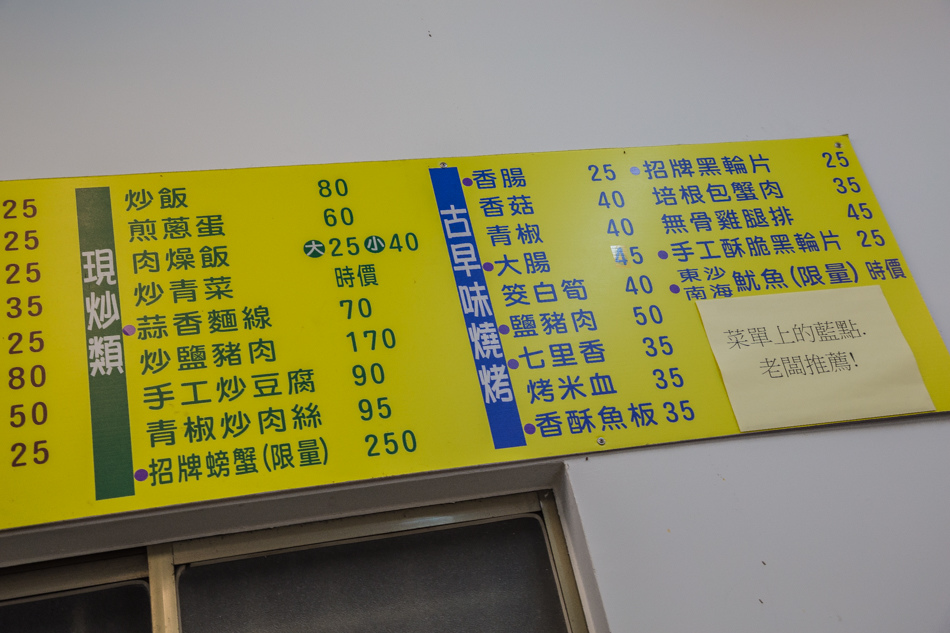 25
25
25
35
25
80
50
25
現炒類
炒飯 80
煎蔥蛋 60
肉燥飯 大25 小40
炒青菜 時價
蒜香麵線 70
炒鹽豬肉 170
手工炒豆腐 90
青椒炒肉絲 95
招牌螃蟹(限量) 250
古早味燒烤
香腸 25
香菇 40
青椒 40
大腸 45
筊白筍 40
鹽豬肉 50
七里香 35
烤米血 35
香酥魚板 35
招牌黑輪片 25
培根包蟹肉 35
無骨雞腿排 45
手工酥脆黑輪片 25
東沙
南海 魷魚(限量) 時價
菜單上的藍點.
老闆推薦!